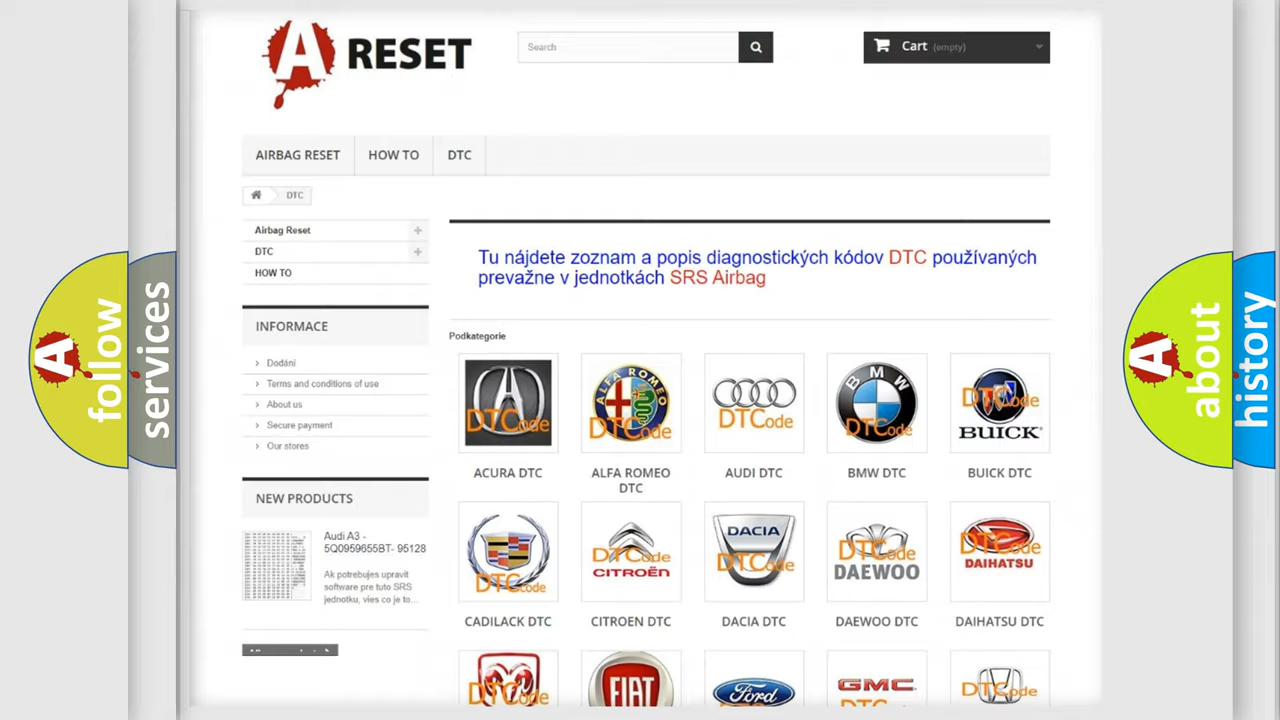 A RESET
Search
Cart (empty)
AIRBAG RESET
HOW TO
DTC
DTC
Airbag Reset
DTC
HOW TO
INFORMACE
Dodání
Terms and conditions of use
About us
Secure payment
Our stores
NEW PRODUCTS
Audi A3 -
5Q0959655BT- 95128
Ak potrebujes upravit
software pre tuto SRS
jednotku, vies co je to...
Tu nájdete zoznam a popis diagnostických kódov DTC používaných
prevažne v jednotkách SRS Airbag
Podkategorie
DTCode
ALFA ROMEO
DTCode
DTCode
BMW
DTCode
DTCode
BUICK
ACURA DTC
ALFA ROMEO
DTC
AUDI DTC
BMW DTC
BUICK DTC
DTCode
DTCode
CITROËN
DACIA
DTCode
DTCode
DAEWOO
DTCode
DAIHATSU
CADILACK DTC
CITROEN DTC
DACIA DTC
DAEWOO DTC
DAIHATSU DTC
DTCode
FIAT
Ford
GMC
DTCode
A follow
services
A about
history